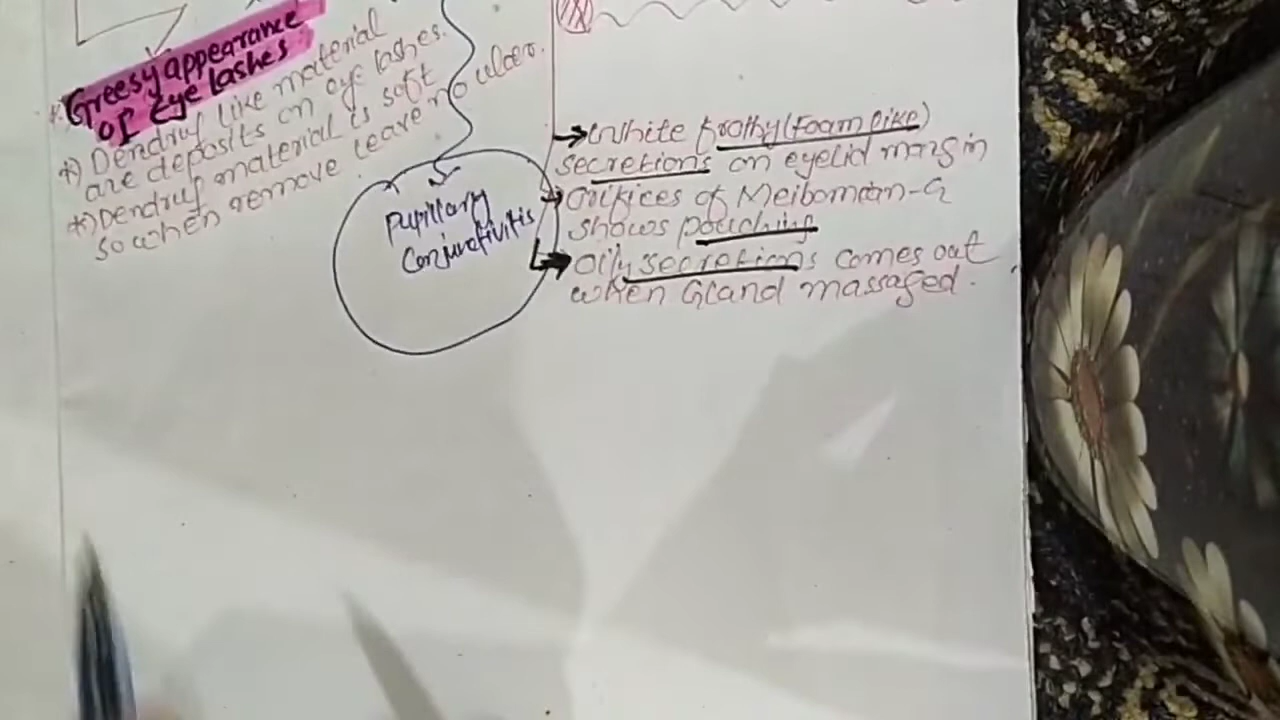 Greesy appearance
of eye lashes
*) Dendruf like material
are deposits on eye lashes.
*) Dendruf material is soft
so when remove leave no ulcer.
Pupillary
Conjunctivitis
→ White frothy (Foam like)
secretions on eyelid margin
→ Orifices of Meibomian-G
shows pouching
→ Oily secretions comes out
when Gland massaged.